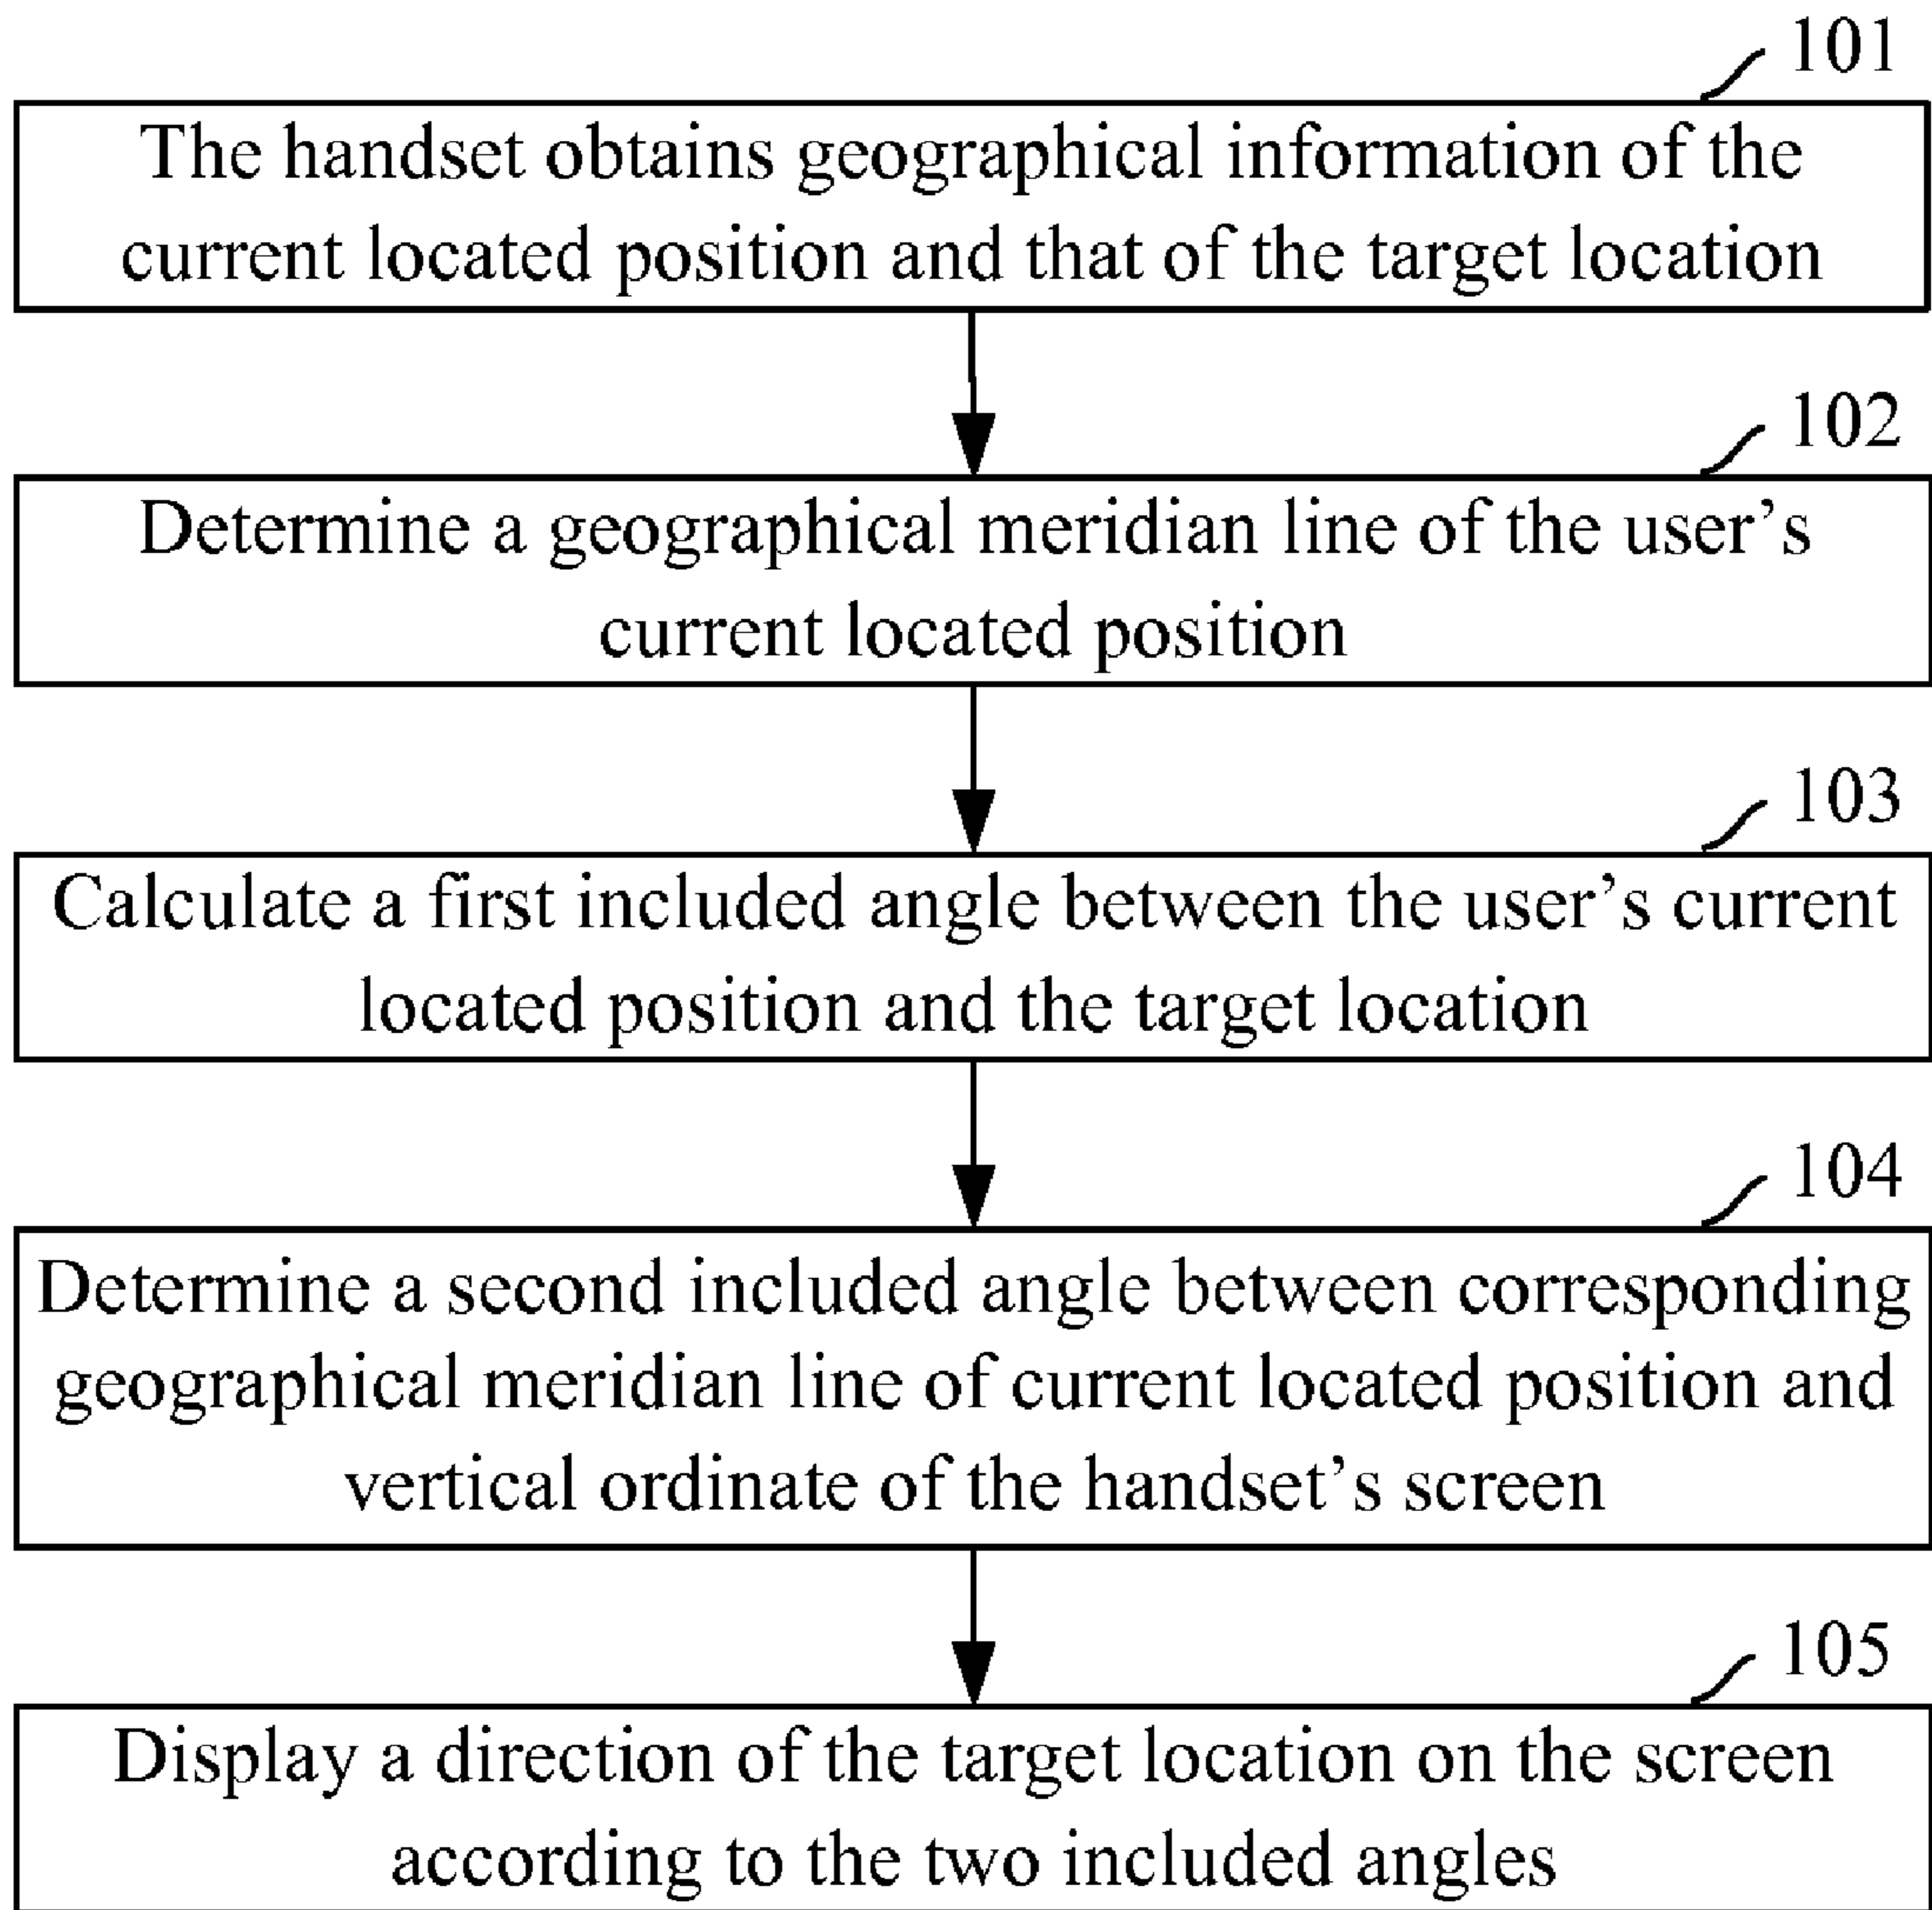 101
The handset obtains geographical information of the
current located position and that of the target location
102
Determine a geographical meridian line of the user’s
current located position
103
Calculate a first included angle between the user’s current
located position and the target location
104
Determine a second included angle between corresponding
geographical meridian line of current located position and
vertical ordinate of the handset’s screen
105
Display a direction of the target location on the screen
according to the two included angles